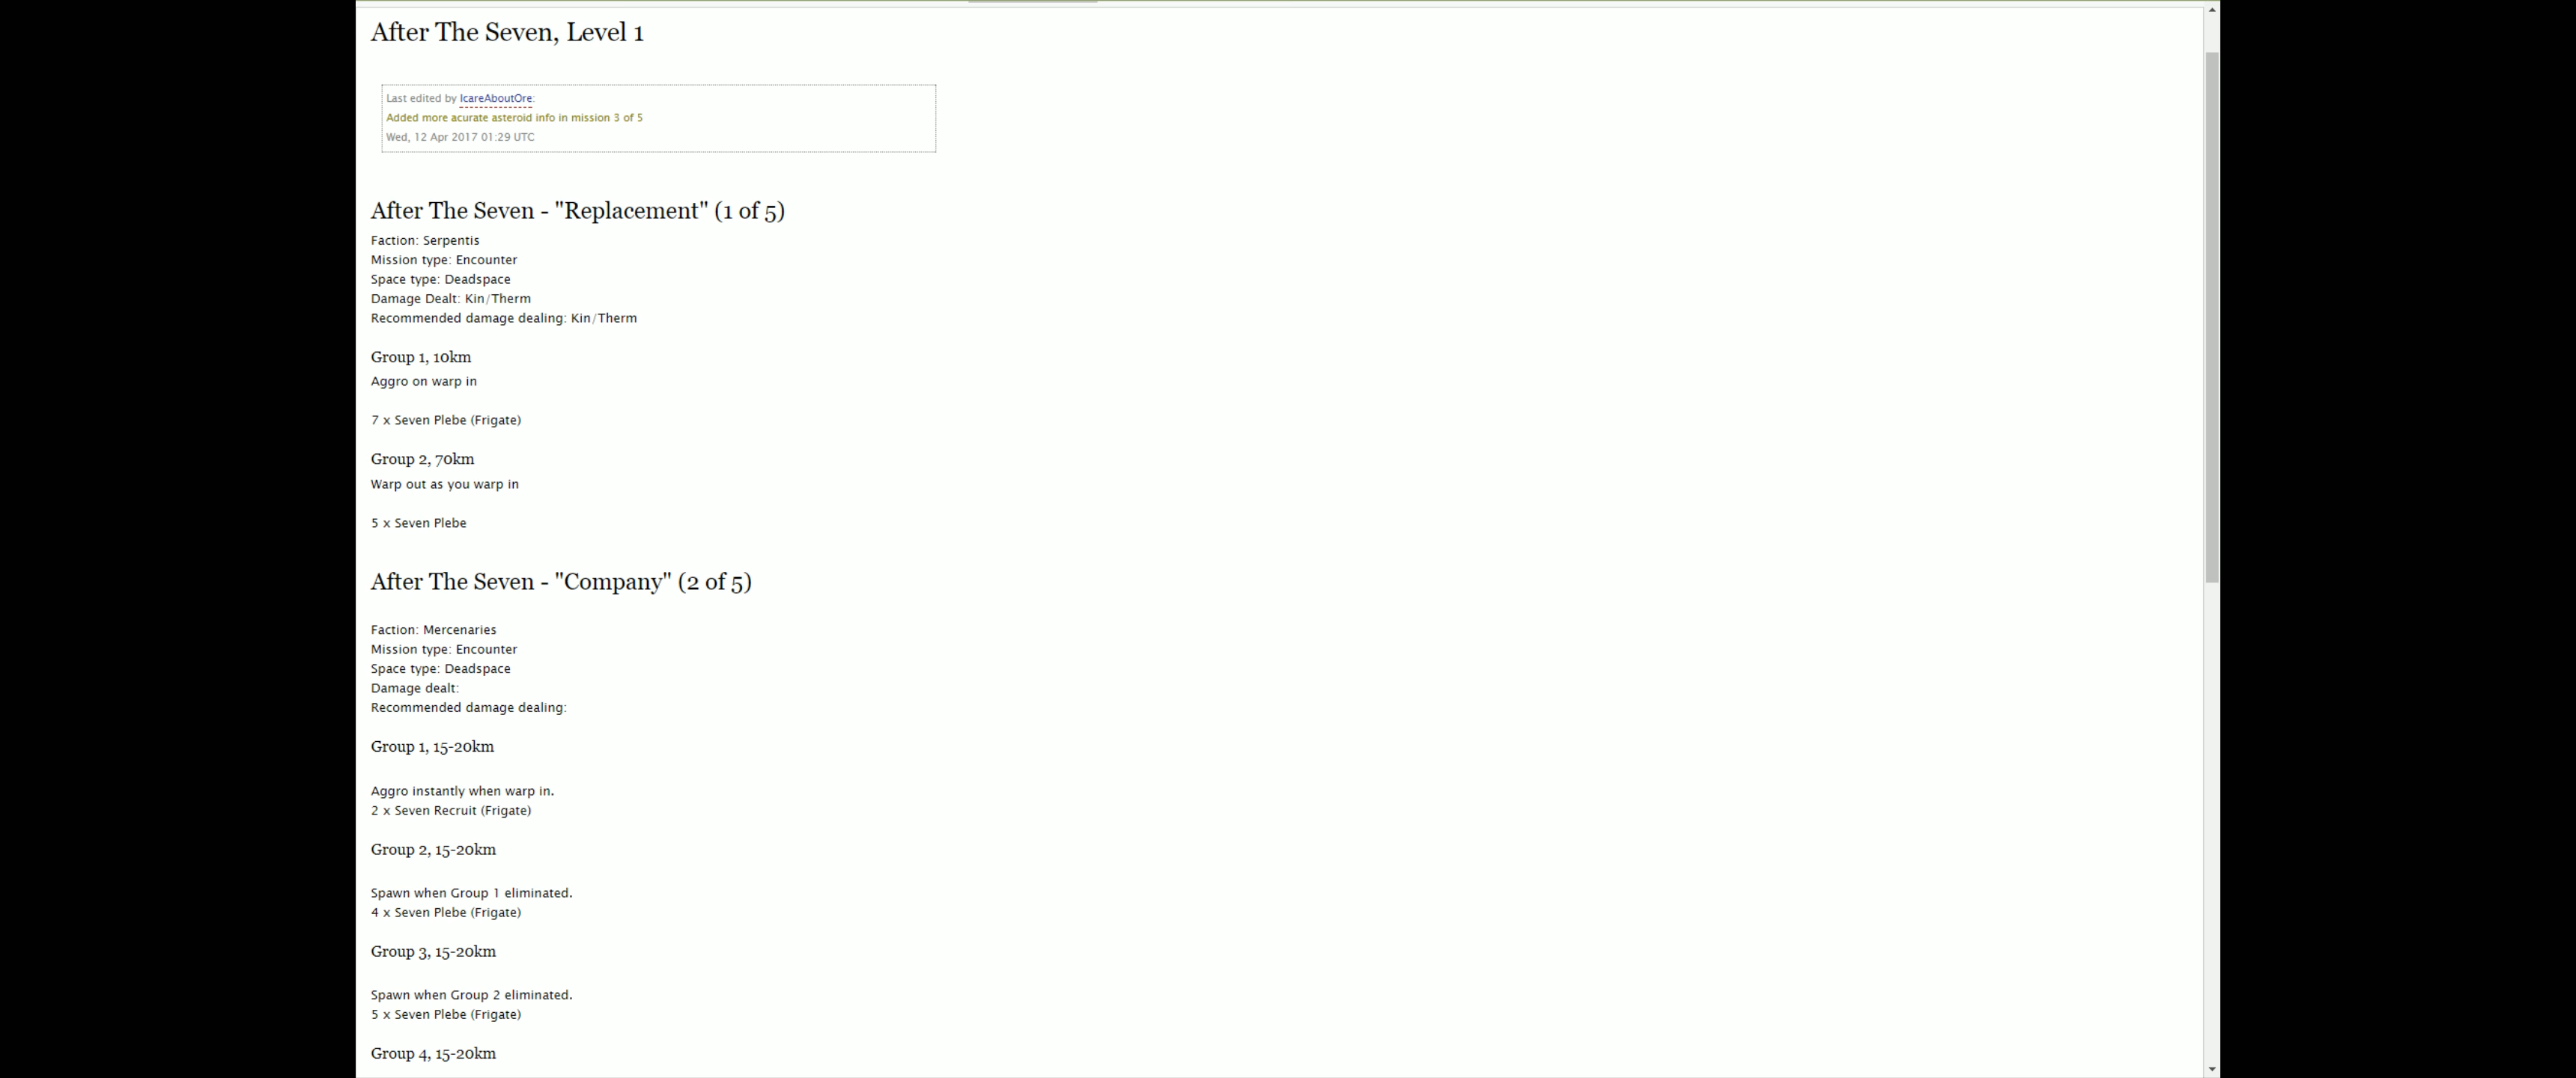 After The Seven, Level 1
Last edited by IcareAboutOre:
Added more acurate asteroid info in mission 3 of 5
Wed, 12 Apr 2017 01:29 UTC
After The Seven - "Replacement" (1 of 5)
Faction: Serpentis
Mission type: Encounter
Space type: Deadspace
Damage Dealt: Kin/Therm
Recommended damage dealing: Kin/Therm
Group 1, 10km
Aggro on warp in
7 x Seven Plebe (Frigate)
Group 2, 70km
Warp out as you warp in
5 x Seven Plebe
After The Seven - "Company" (2 of 5)
Faction: Mercenaries
Mission type: Encounter
Space type: Deadspace
Damage dealt:
Recommended damage dealing:
Group 1, 15-20km
Aggro instantly when warp in.
2 x Seven Recruit (Frigate)
Group 2, 15-20km
Spawn when Group 1 eliminated.
4 x Seven Plebe (Frigate)
Group 3, 15-20km
Spawn when Group 2 eliminated.
5 x Seven Plebe (Frigate)
Group 4, 15-20km